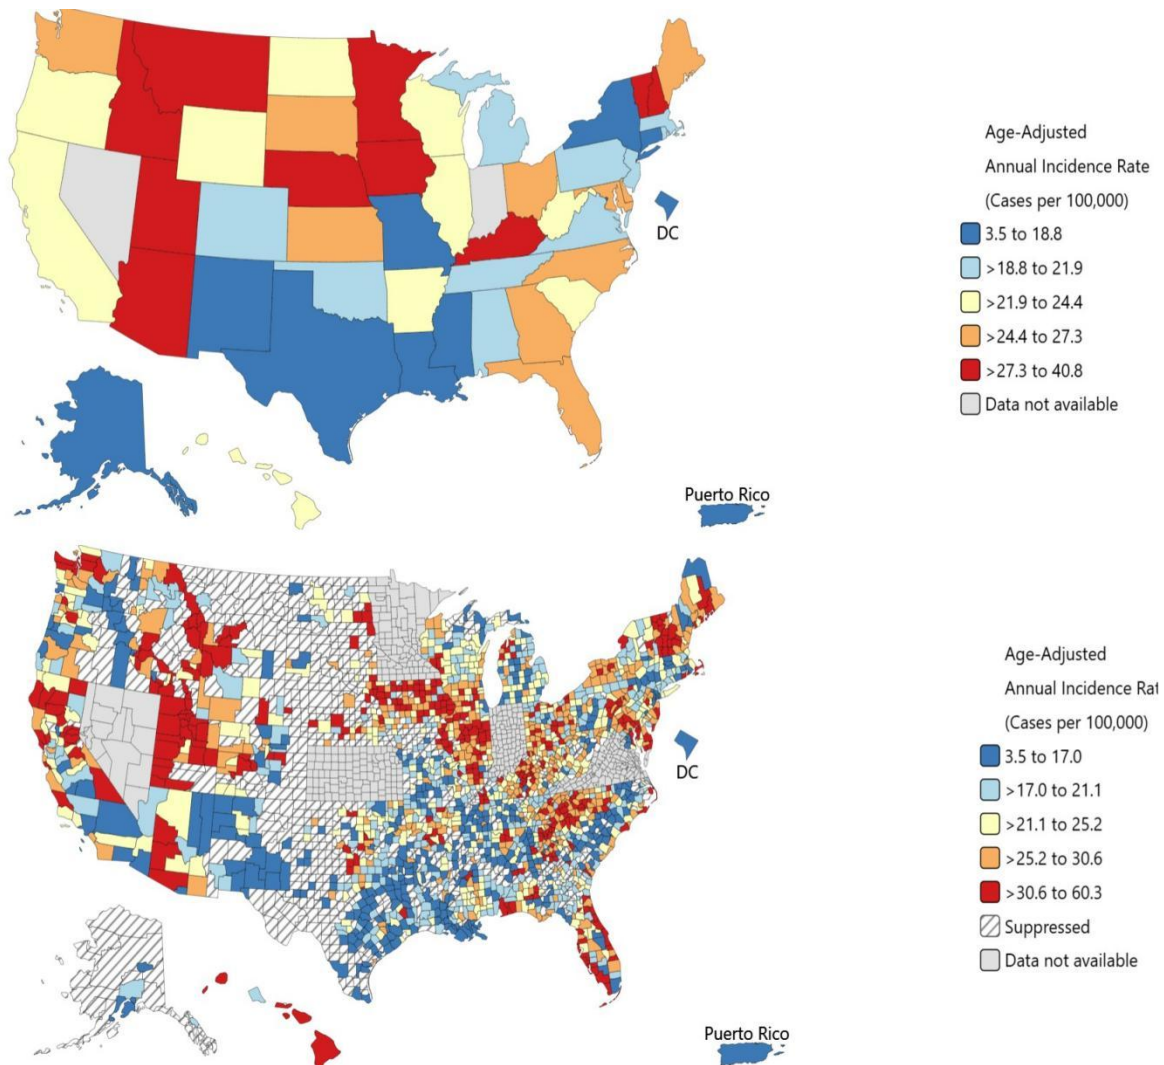 Age-Adjusted
Annual Incidence Rate
(Cases per 100,000)
3.5 to 18.8
>18.8 to 21.9
>21.9 to 24.4
>24.4 to 27.3
>27.3 to 40.8
Data not available
DC
Puerto Rico
Age-Adjusted
Annual Incidence Rat
(Cases per 100,000)
3.5 to 17.0
>17.0 to 21.1
>21.1 to 25.2
>25.2 to 30.6
>30.6 to 60.3
Suppressed
Data not available
DC
Puerto Rico